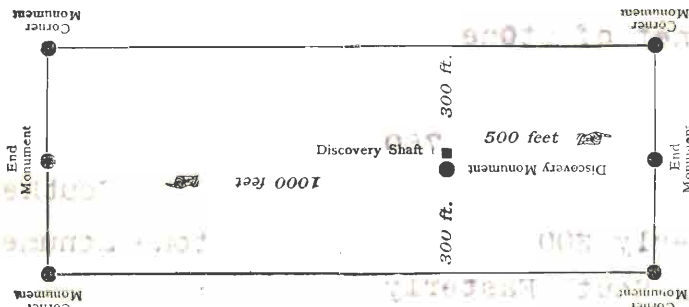 Corner
Monument
Corner
Monument
300 ft.
500 feet
Discovery Shaft
Discovery Monument
1000 feet
End
Monument
End
Monument
300 ft.
Corner
Monument
Corner
Monument